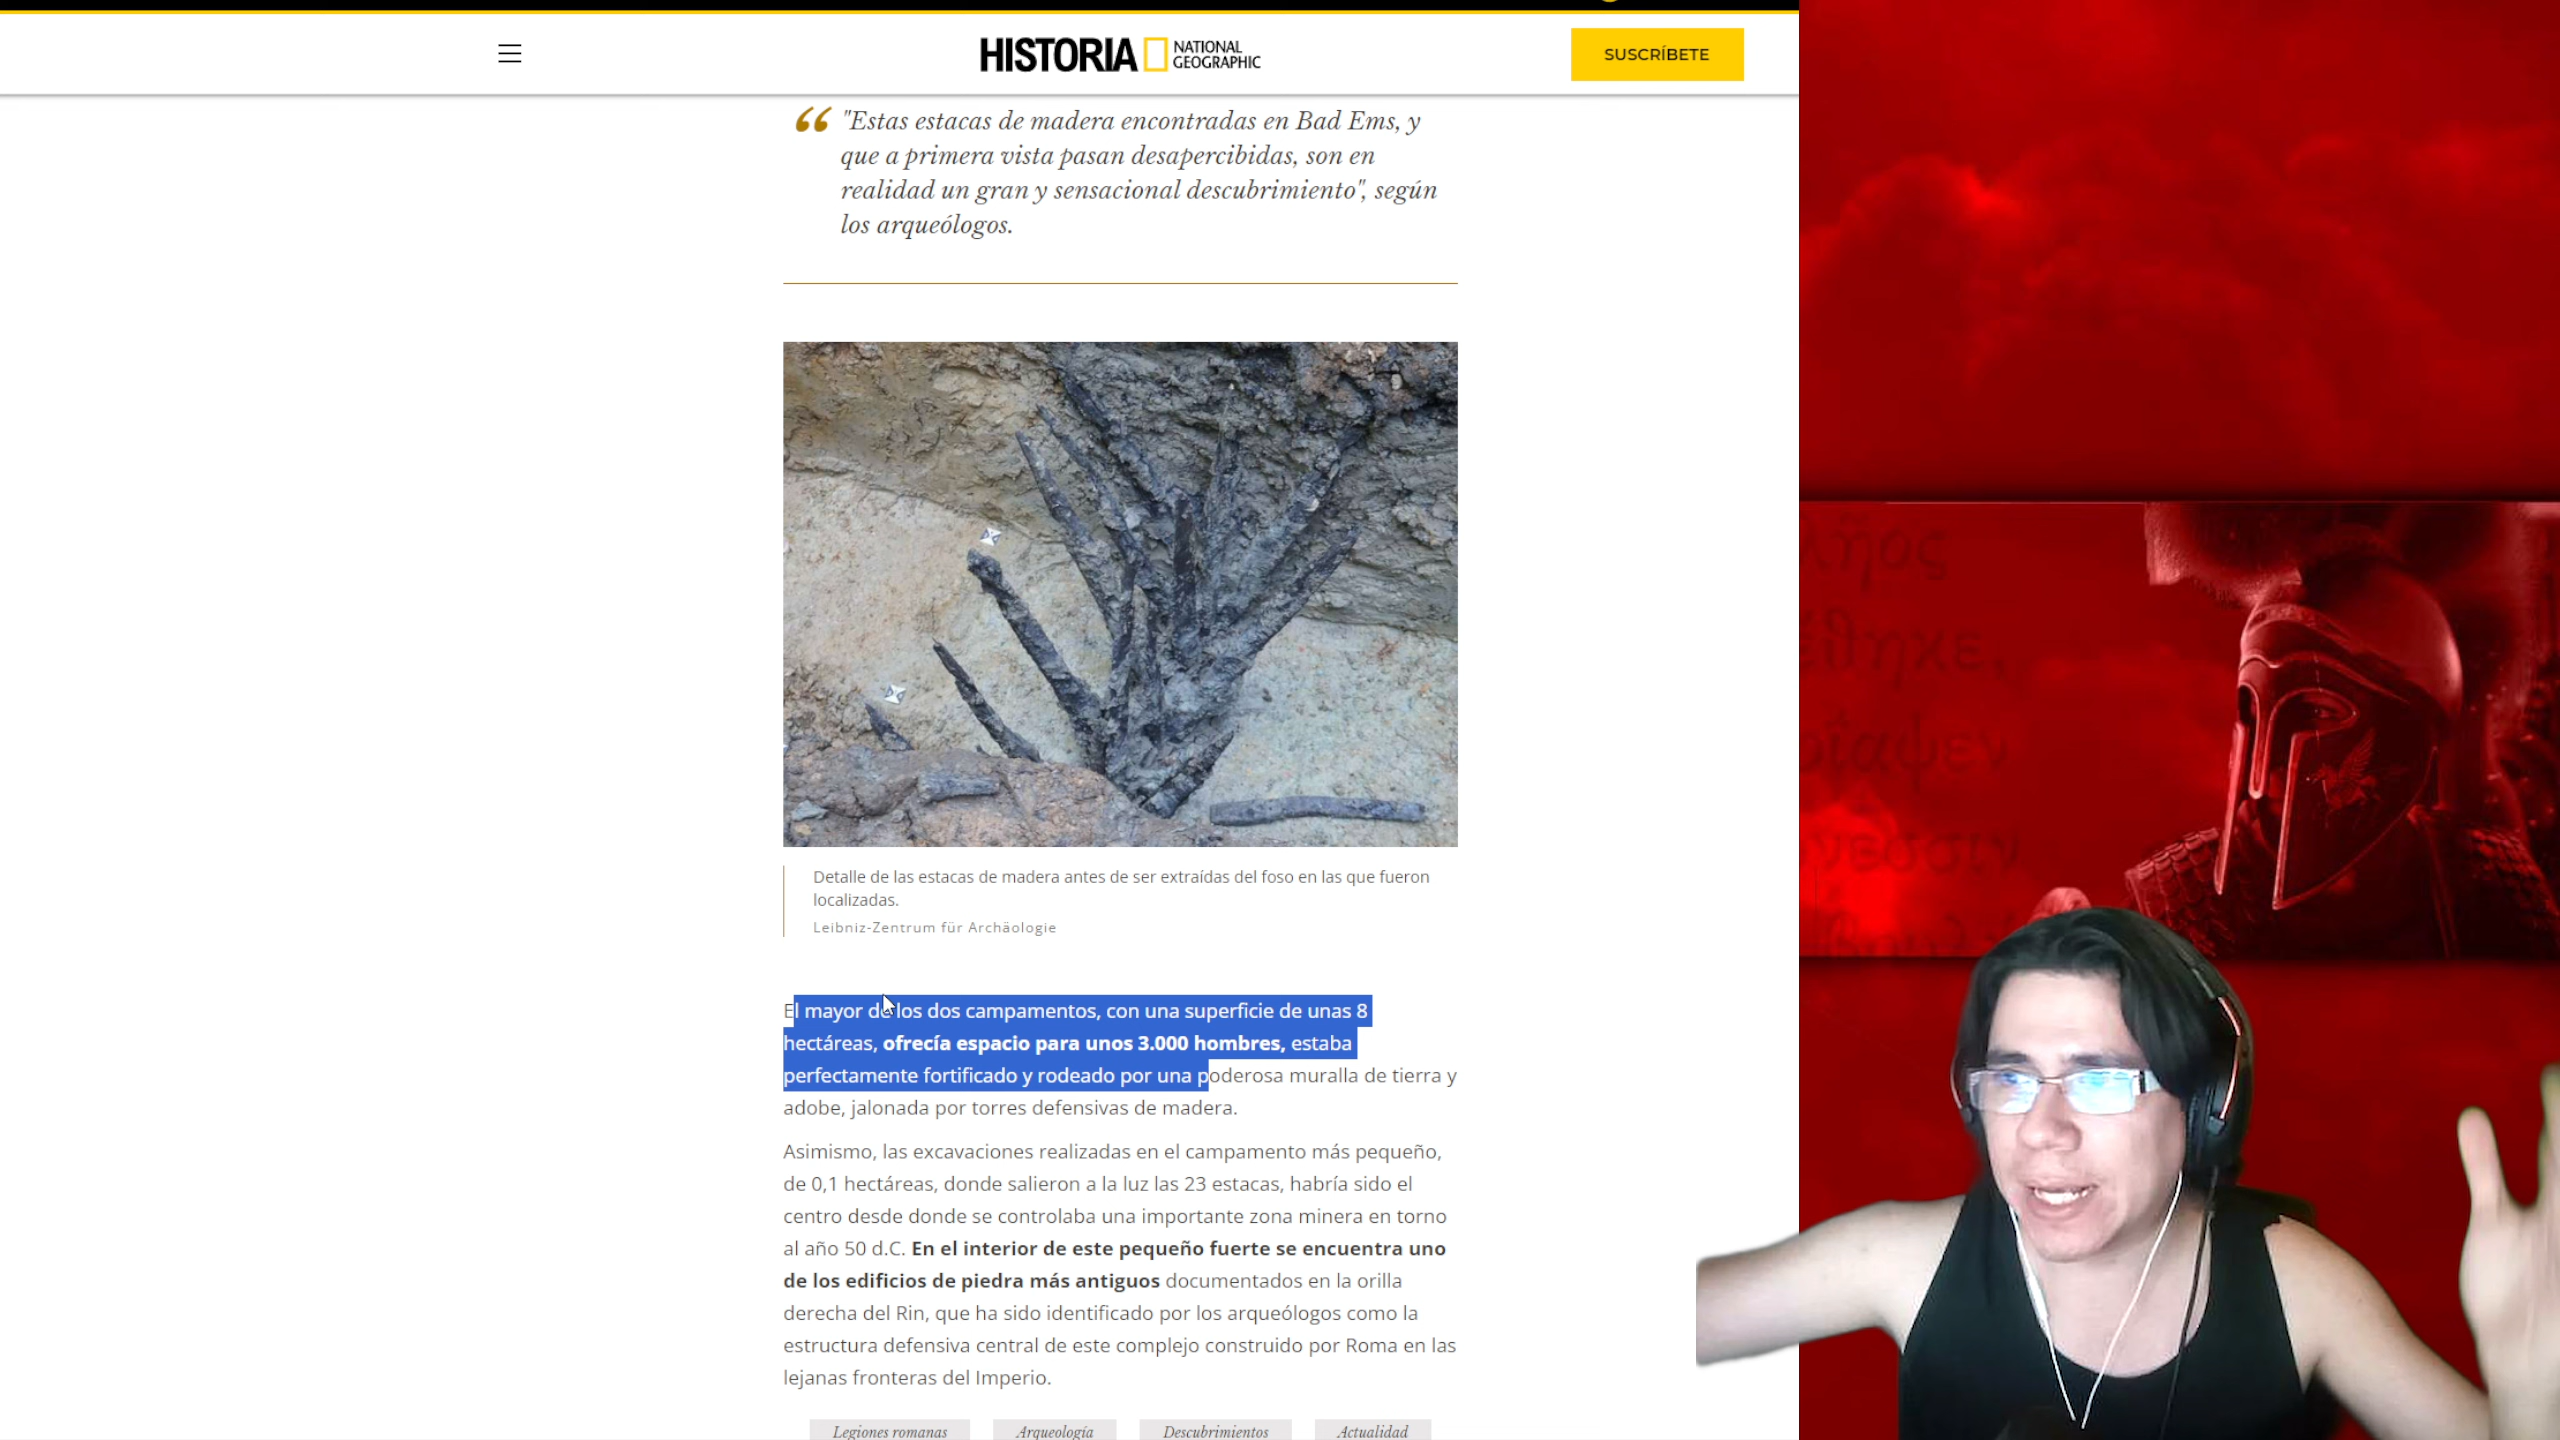 HISTORIA NATIONAL GEOGRAPHIC
SUSCRÍBETE
"Estas estacas de madera encontradas en Bad Ems, y
que a primera vista pasan desapercibidas, son en
realidad un gran y sensacional descubrimiento", según
los arqueólogos.
Detalle de las estacas de madera antes de ser extraídas del foso en las que fueron
localizadas.
Leibniz-Zentrum für Archäologie
El mayor de los dos campamentos, con una superficie de unas 8
hectáreas, ofrecía espacio para unos 3.000 hombres, estaba
perfectamente fortificado y rodeado por una poderosa muralla de tierra y
adobe, jalonada por torres defensivas de madera.
Asimismo, las excavaciones realizadas en el campamento más pequeño,
de 0,1 hectáreas, donde salieron a la luz las 23 estacas, habría sido el
centro desde donde se controlaba una importante zona minera en torno
al año 50 d.C. En el interior de este pequeño fuerte se encuentra uno
de los edificios de piedra más antiguos documentados en la orilla
derecha del Rin, que ha sido identificado por los arqueólogos como la
estructura defensiva central de este complejo construido por Roma en las
lejanas fronteras del Imperio.
Legiones romanas
Arqueología
Descubrimientos
Actualidad